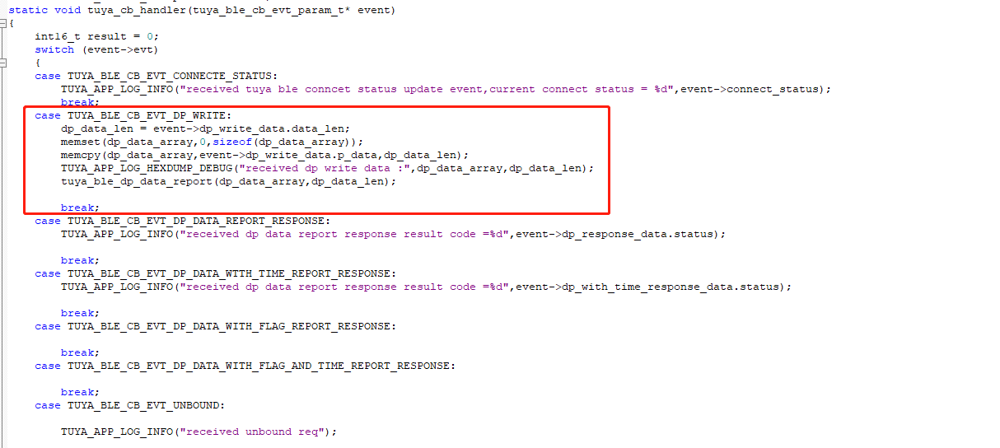 static void tuya_cb_handler(tuya_ble_cb_evt_param_t* event)
{
    int16_t result = 0;
    switch (event->evt)
    {
    case TUYA_BLE_CB_EVT_CONNECTE_STATUS:
        TUYA_APP_LOG_INFO("received tuya ble conncet status update event,current connect status = %d",event->connect_status);
        break;
    case TUYA_BLE_CB_EVT_DP_WRITE:
        dp_data_len = event->dp_write_data.data_len;
        memset(dp_data_array,0,sizeof(dp_data_array));
        memcpy(dp_data_array,event->dp_write_data.p_data,dp_data_len);
        TUYA_APP_LOG_HEXDUMP_DEBUG("received dp write data :",dp_data_array,dp_data_len);
        tuya_ble_dp_data_report(dp_data_array,dp_data_len);
        break;
    case TUYA_BLE_CB_EVT_DP_DATA_REPORT_RESPONSE:
        TUYA_APP_LOG_INFO("received dp data report response result code =%d",event->dp_response_data.status);
        break;
    case TUYA_BLE_CB_EVT_DP_DATA_WTTH_TIME_REPORT_RESPONSE:
        TUYA_APP_LOG_INFO("received dp data report response result code =%d",event->dp_with_time_response_data.status);
        break;
    case TUYA_BLE_CB_EVT_DP_DATA_WITH_FLAG_REPORT_RESPONSE:
        break;
    case TUYA_BLE_CB_EVT_DP_DATA_WITH_FLAG_AND_TIME_REPORT_RESPONSE:
        break;
    case TUYA_BLE_CB_EVT_UNBOUND:
        TUYA_APP_LOG_INFO("received unbound req");